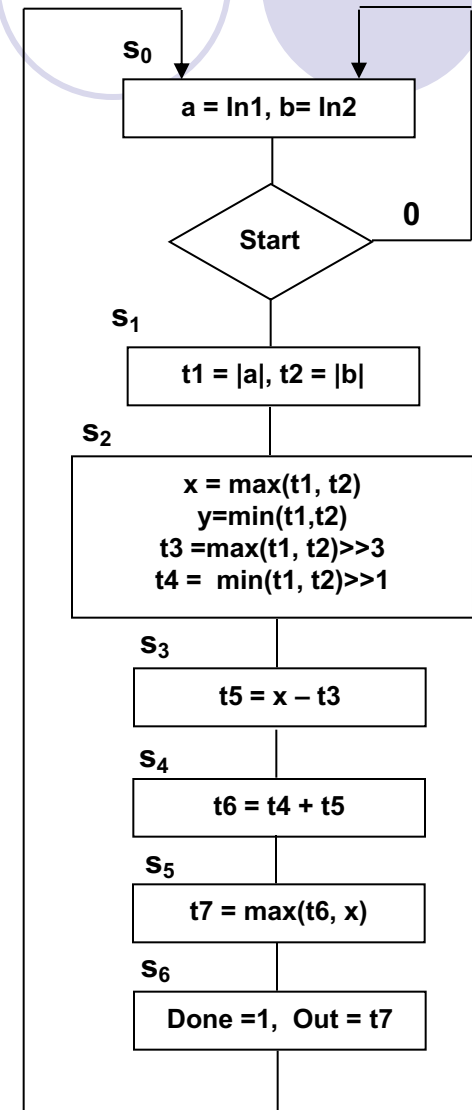 s₀
a = In1, b= In2
Start
0
s₁
t1 = |a|, t2 = |b|
s₂
x = max(t1, t2)
y=min(t1,t2)
t3 =max(t1, t2)>>3
t4 =  min(t1, t2)>>1
s₃
t5 = x – t3
s₄
t6 = t4 + t5
s₅
t7 = max(t6, x)
s₆
Done =1,  Out = t7